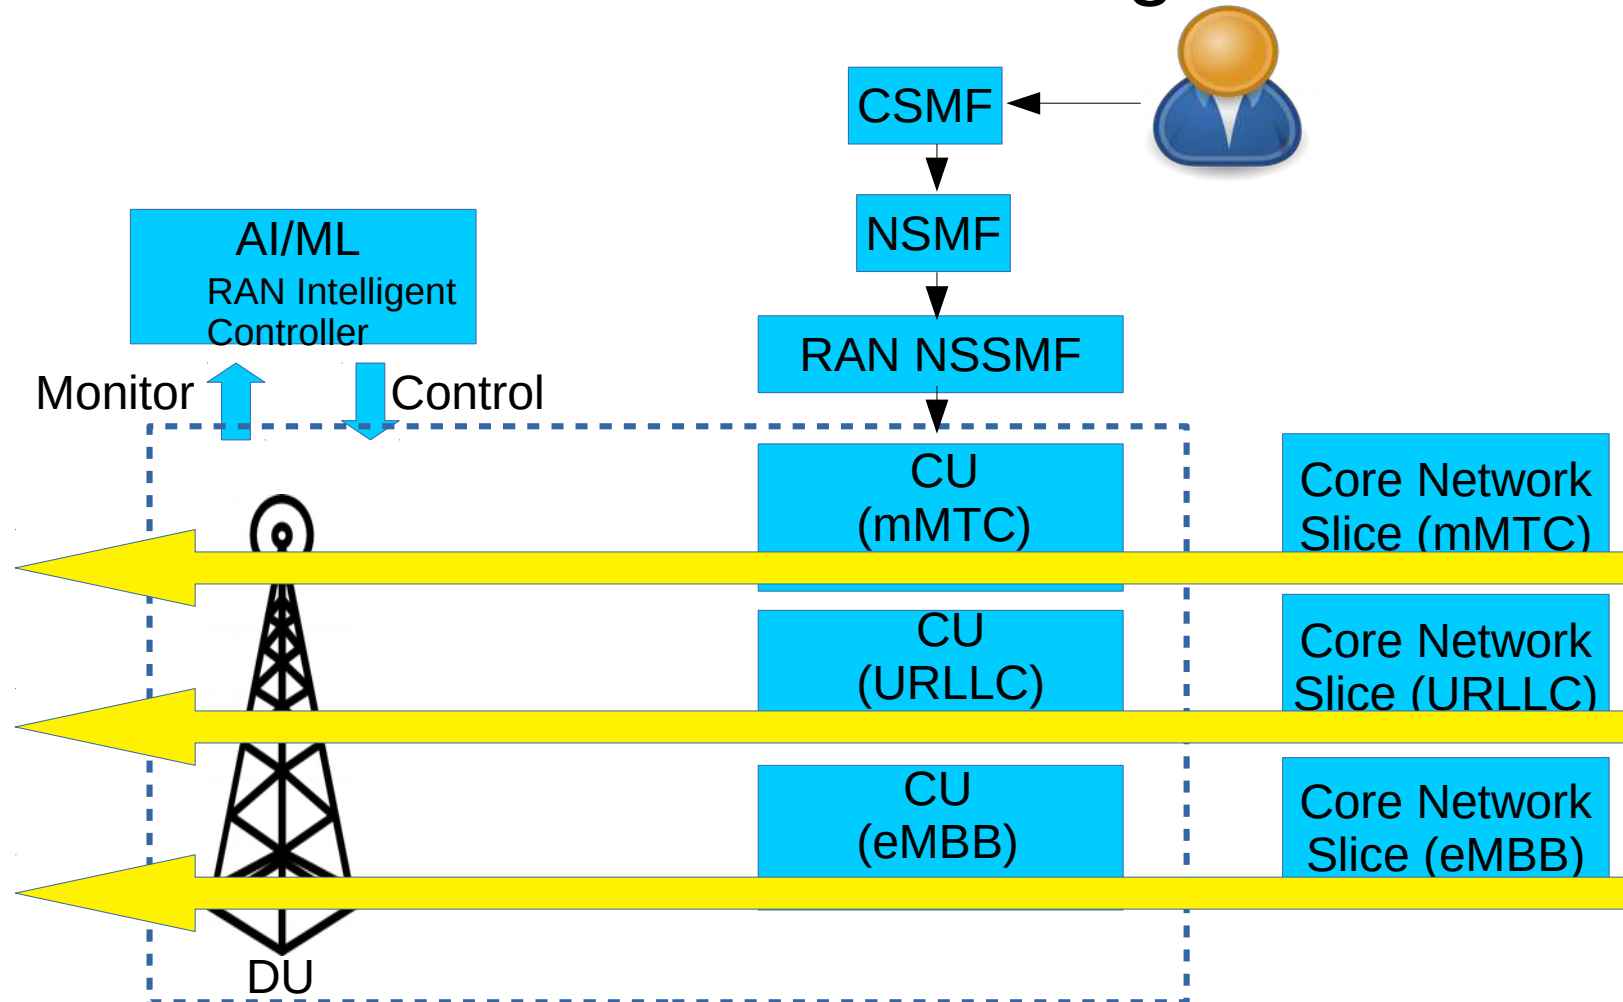 CSMF
NSMF
AI/ML
RAN Intelligent
Controller
RAN NSSMF
Monitor
Control
CU
(mMTC)
Core Network
Slice (mMTC)
CU
(URLLC)
Core Network
Slice (URLLC)
CU
(eMBB)
Core Network
Slice (eMBB)
DU